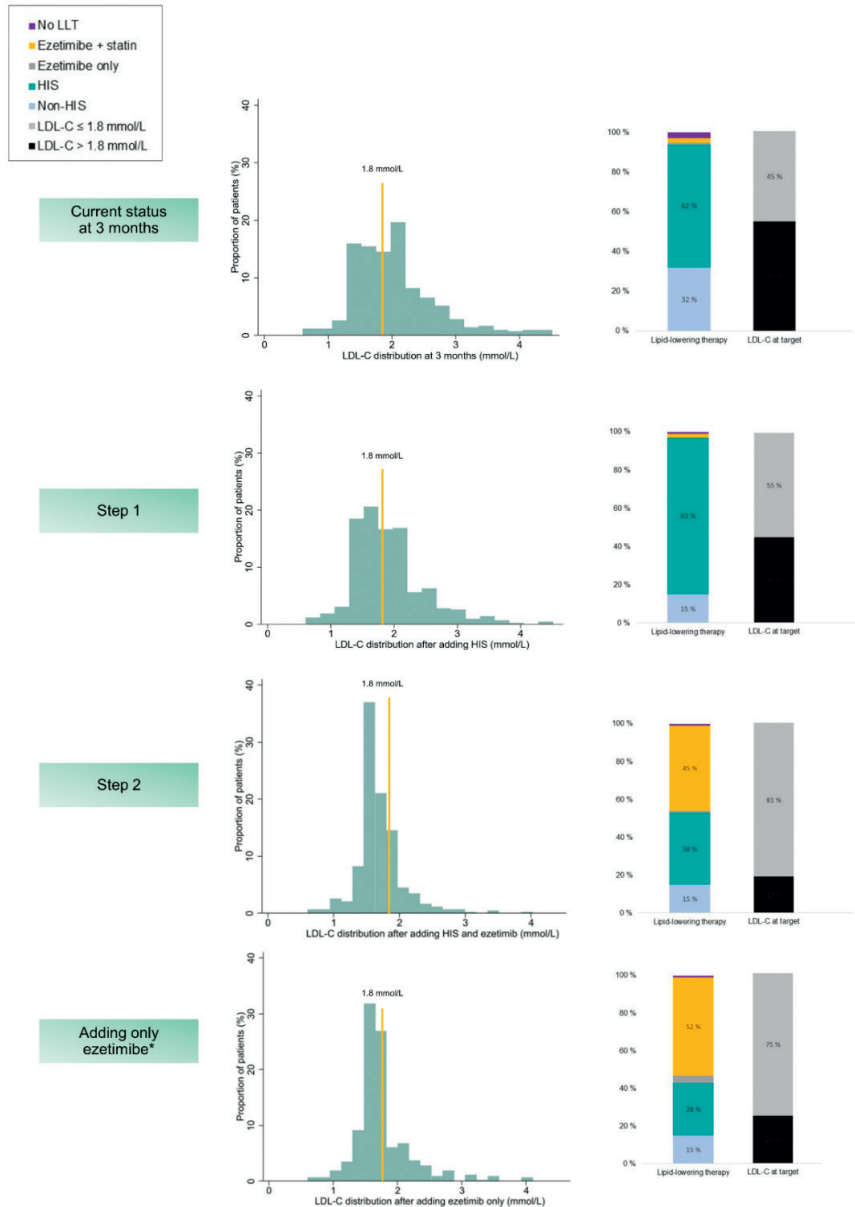 No LLT
Ezetimibe + statin
Ezetimibe only
HIS
Non-HIS
LDL-C ≤ 1.8 mmol/L
LDL-C > 1.8 mmol/L
Current status
at 3 months
Proportion of patients (%)
40
30
20
10
0
1.8 mmol/L
0 1 2 3 4
LDL-C distribution at 3 months (mmol/L)
100 %
80 %
60 %
40 %
20 %
0 %
62 %
32 %
45 %
Lipid-lowering therapy
LDL-C at target
Step 1
Proportion of patients (%)
40
30
20
10
0
1.8 mmol/L
0 1 2 3 4
LDL-C distribution after adding HIS (mmol/L)
100 %
80 %
60 %
40 %
20 %
0 %
82 %
15 %
55 %
Lipid-lowering therapy
LDL-C at target
Step 2
Proportion of patients (%)
40
30
20
10
0
1.8 mmol/L
0 1 2 3 4
LDL-C distribution after adding HIS and ezetimib (mmol/L)
100 %
80 %
60 %
40 %
20 %
0 %
45 %
38 %
15 %
81 %
Lipid-lowering therapy
LDL-C at target
Adding only
ezetimibe*
Proportion of patients (%)
40
30
20
10
0
1.8 mmol/L
0 1 2 3 4
LDL-C distribution after adding ezetimib only (mmol/L)
100 %
80 %
60 %
40 %
20 %
0 %
52 %
28 %
15 %
75 %
Lipid-lowering therapy
LDL-C at target